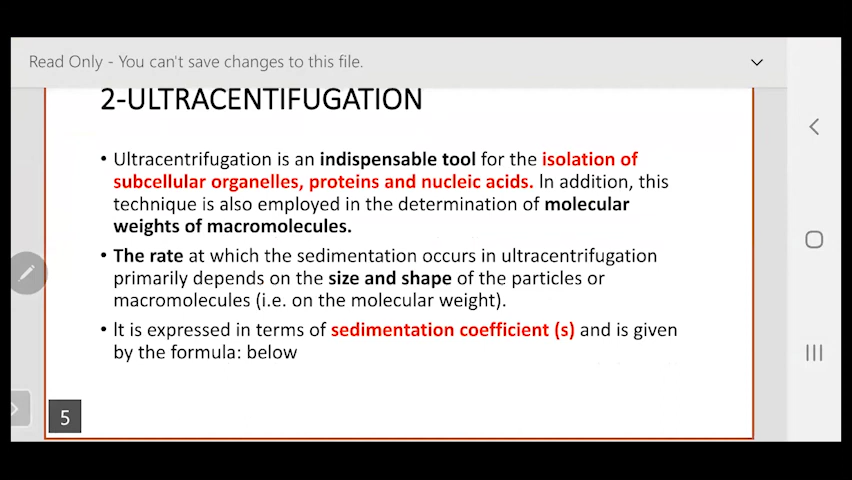 Read Only - You can't save changes to this file.
2-ULTRACENTIFUGATION
• Ultracentrifugation is an indispensable tool for the isolation of
subcellular organelles, proteins and nucleic acids. In addition, this
technique is also employed in the determination of molecular
weights of macromolecules.
• The rate at which the sedimentation occurs in ultracentrifugation
primarily depends on the size and shape of the particles or
macromolecules (i.e. on the molecular weight).
• lt is expressed in terms of sedimentation coefficient (s) and is given
by the formula: below
5